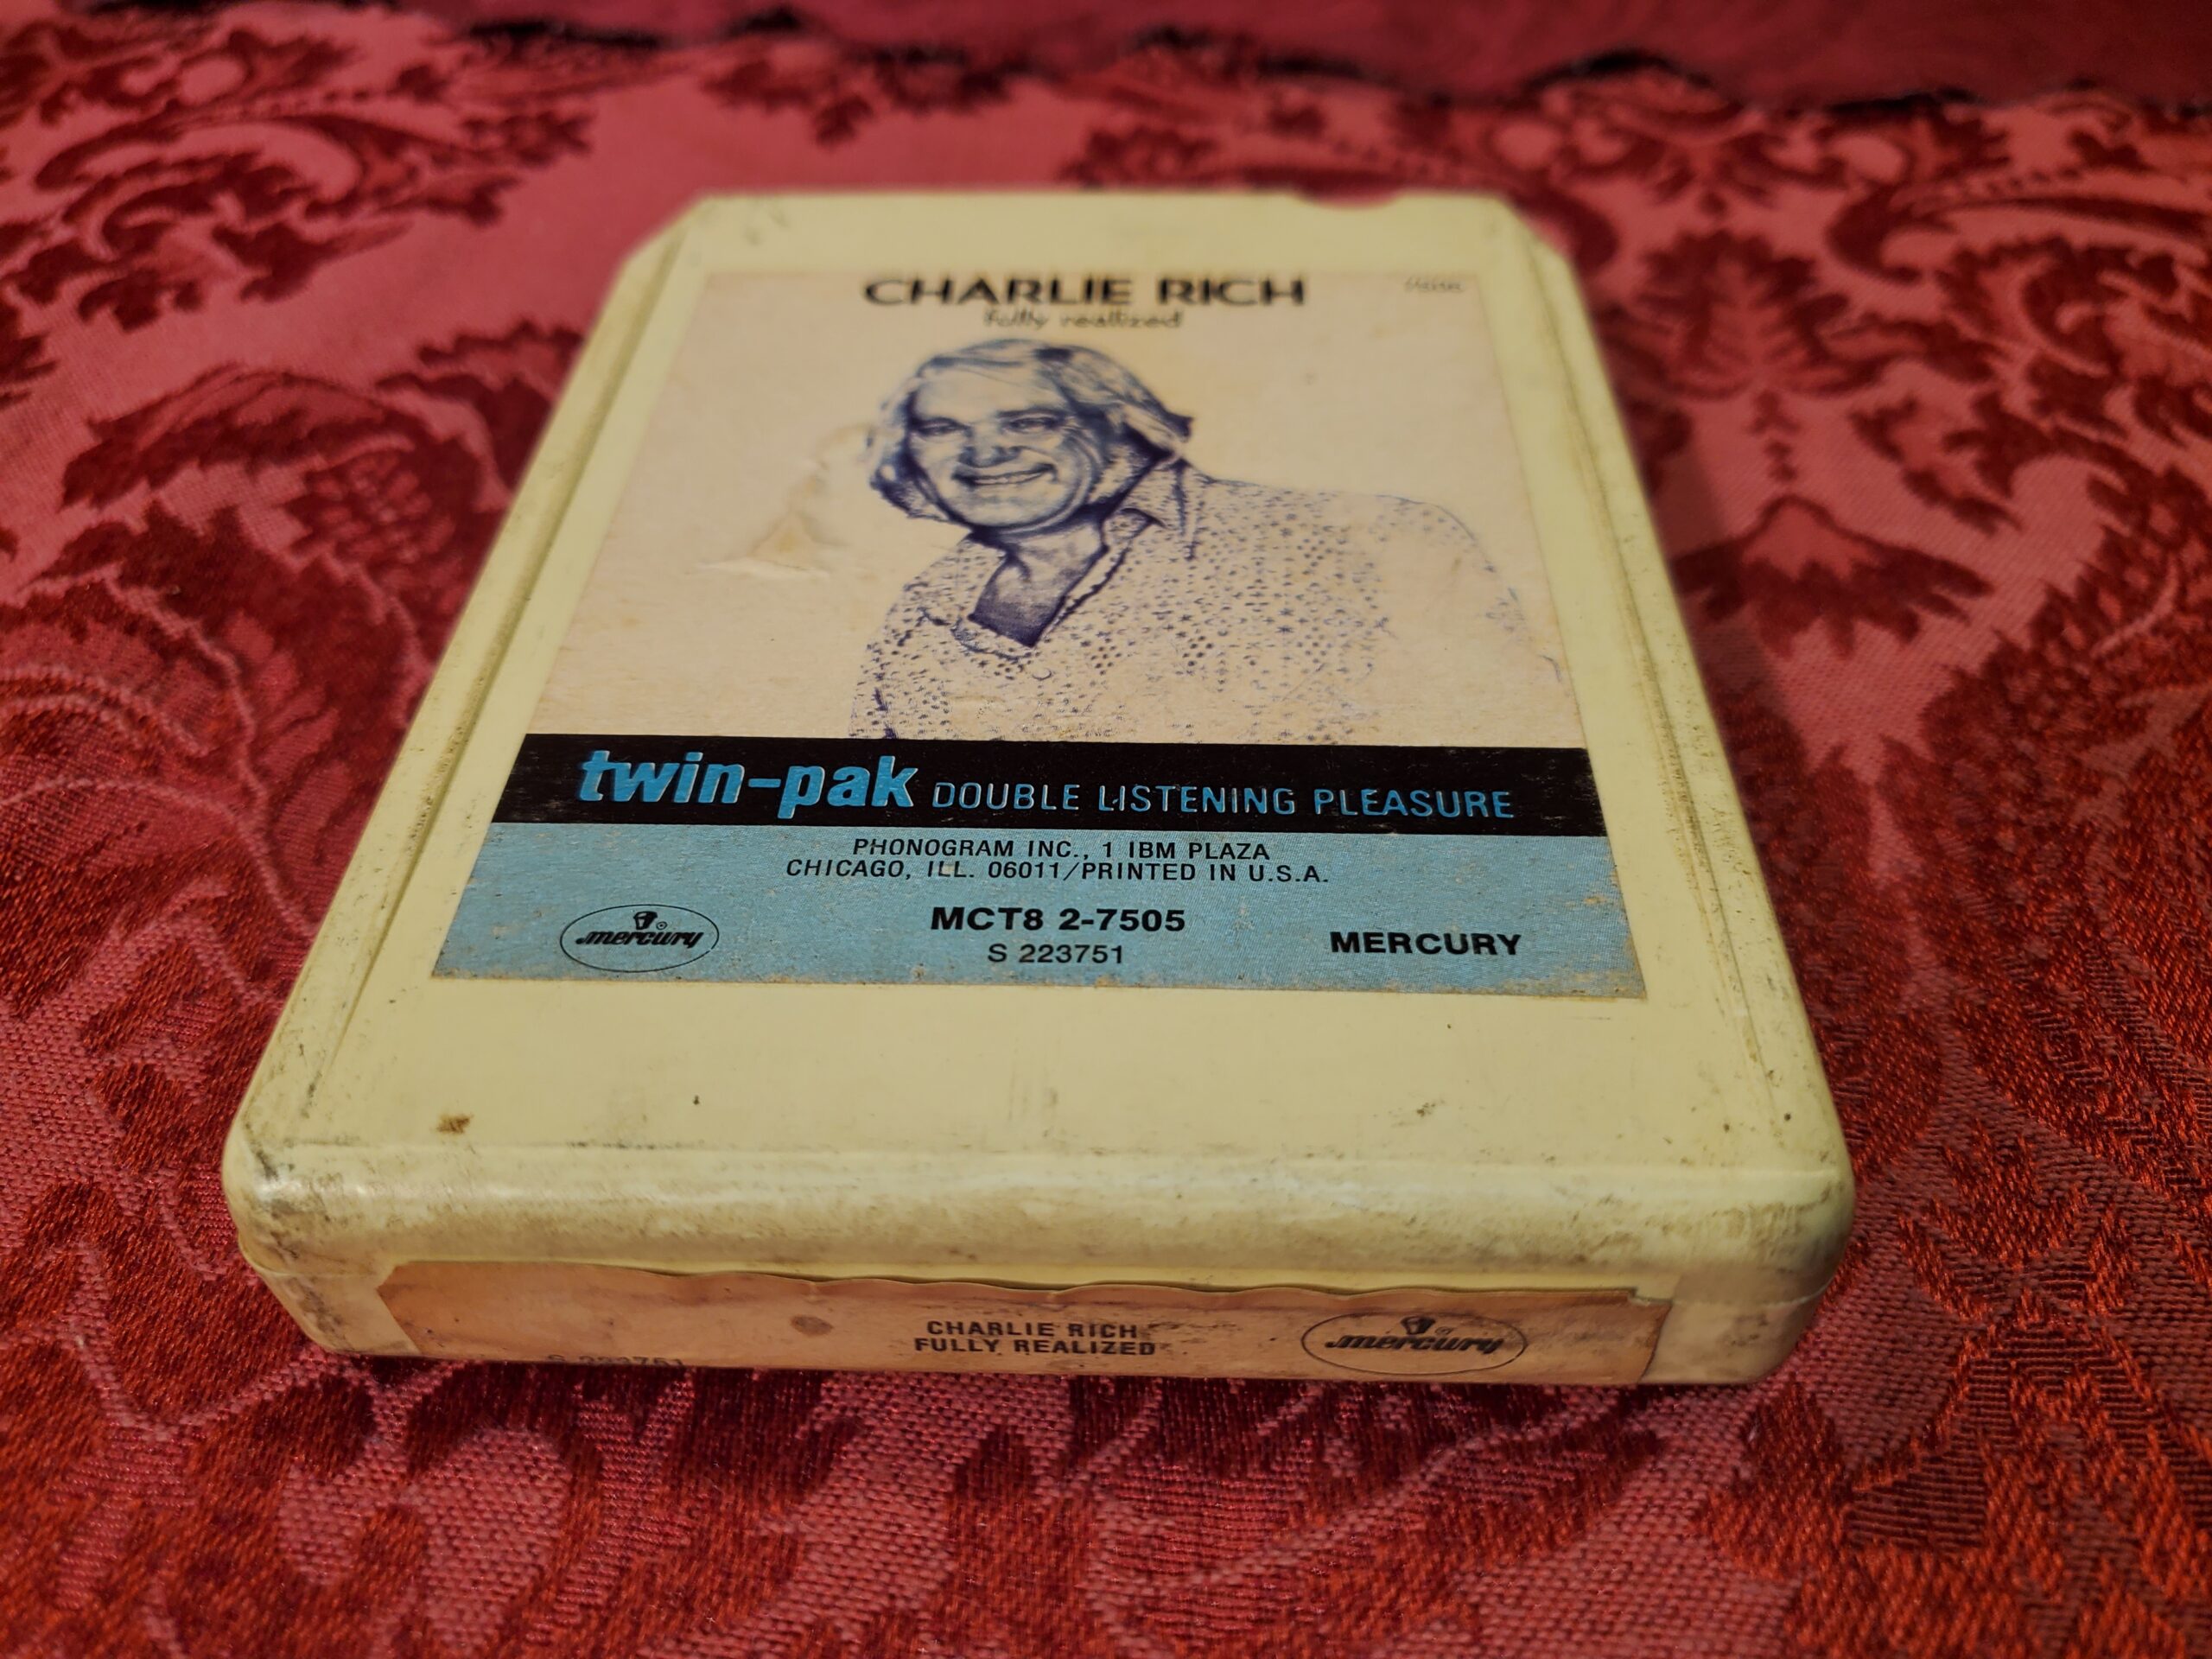 CHARLIE RICH
fully realized
twin-pak DOUBLE LISTENING PLEASURE
PHONOGRAM INC., 1 IBM PLAZA
CHICAGO, ILL. 06011/PRINTED IN U.S.A.
mercury
MCT8 2-7505
S 223751
MERCURY
S 223751
CHARLIE RICH
FULLY REALIZED
mercury